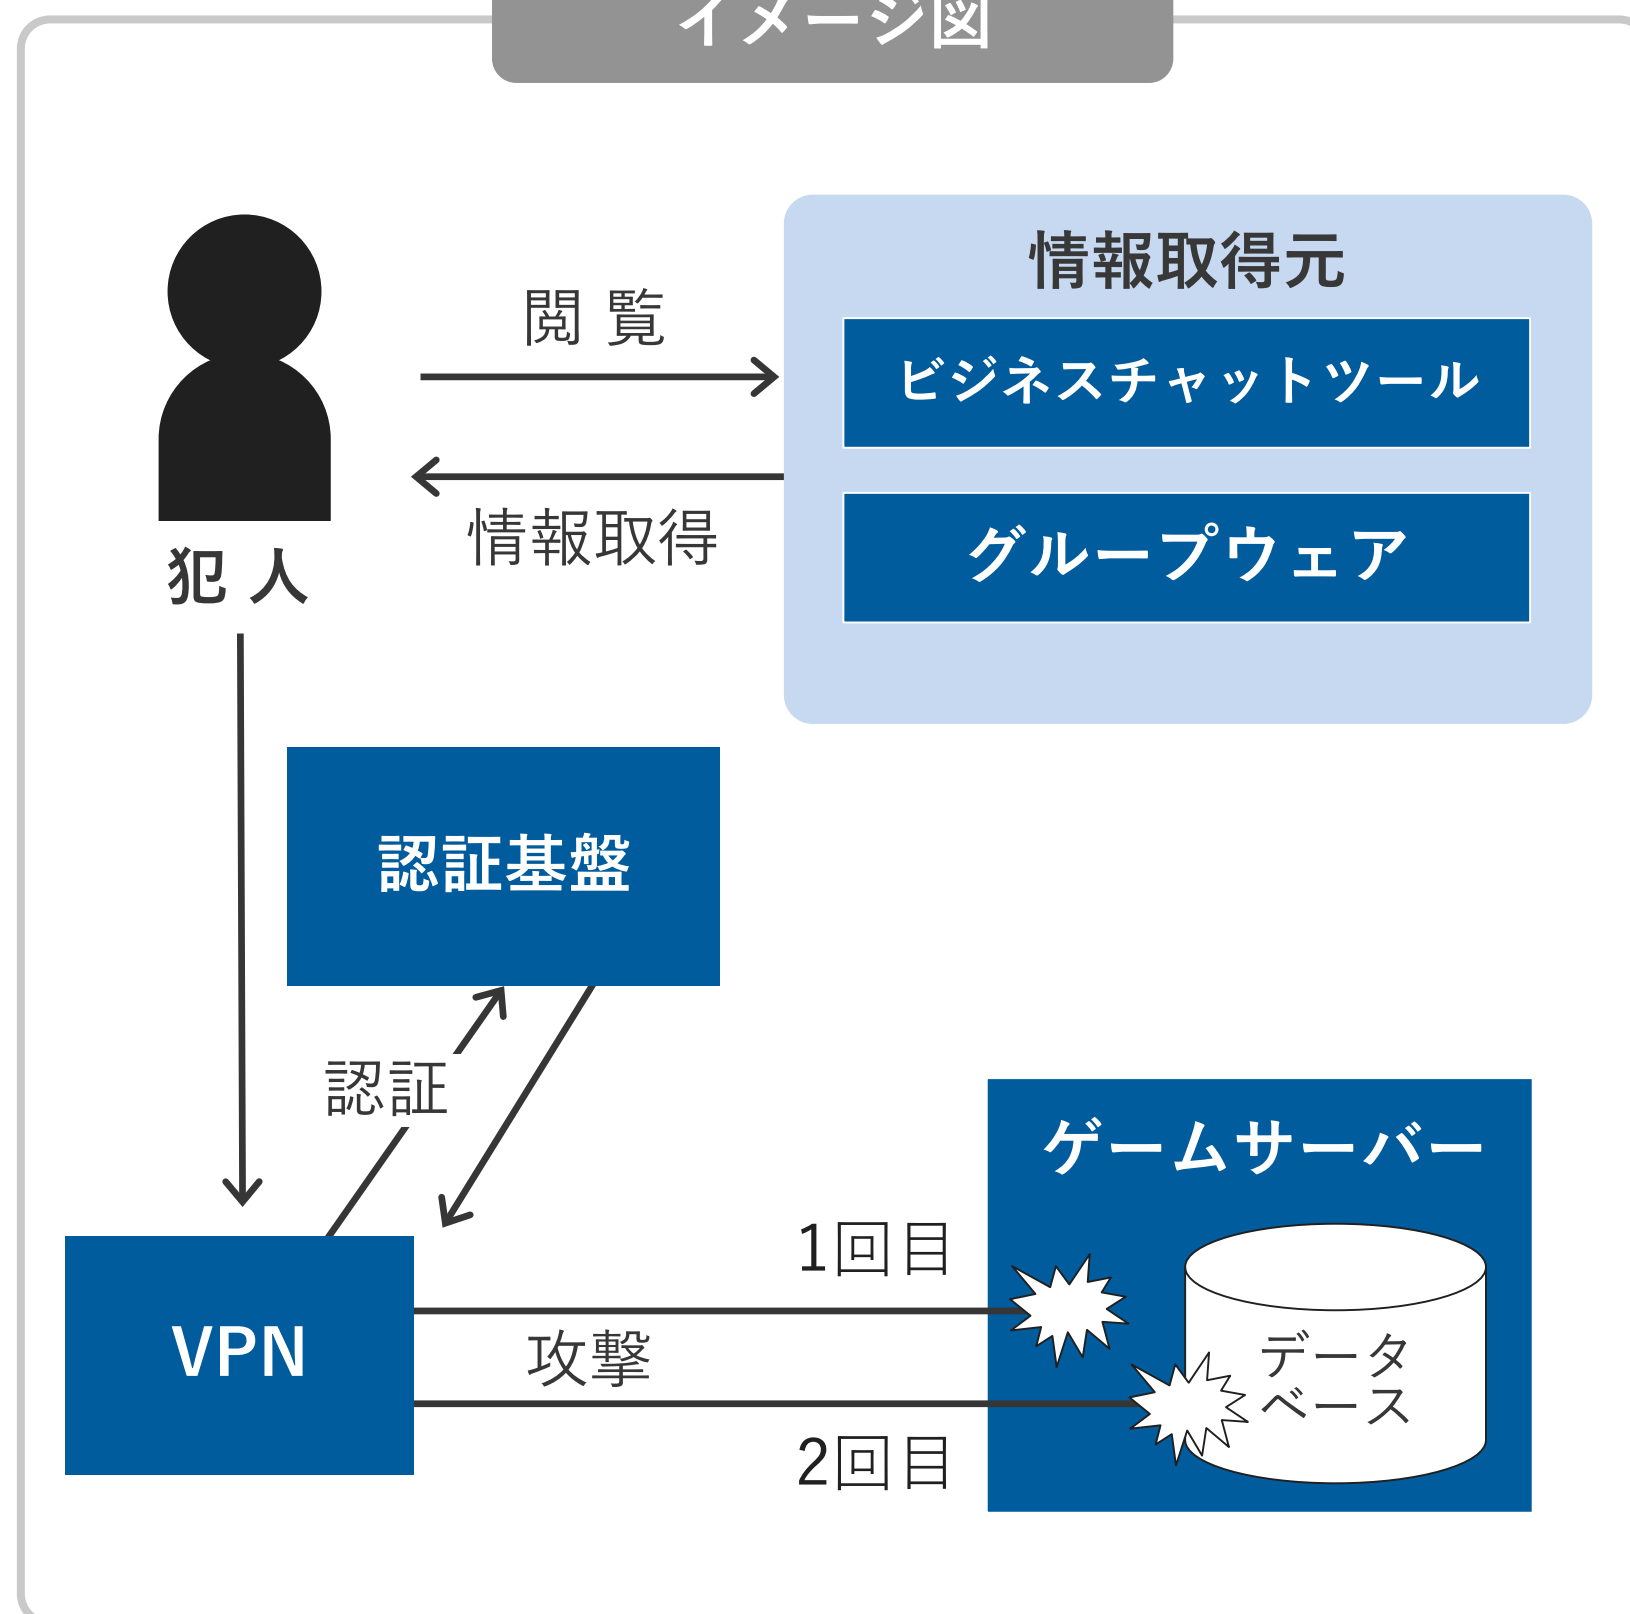 イメージ図
情報取得元
閲覧
ビジネスチャットツール
情報取得
グループウェア
犯人
認証基盤
認証
ゲームサーバー
1回目
VPN
攻撃
データ
ベース
2回目